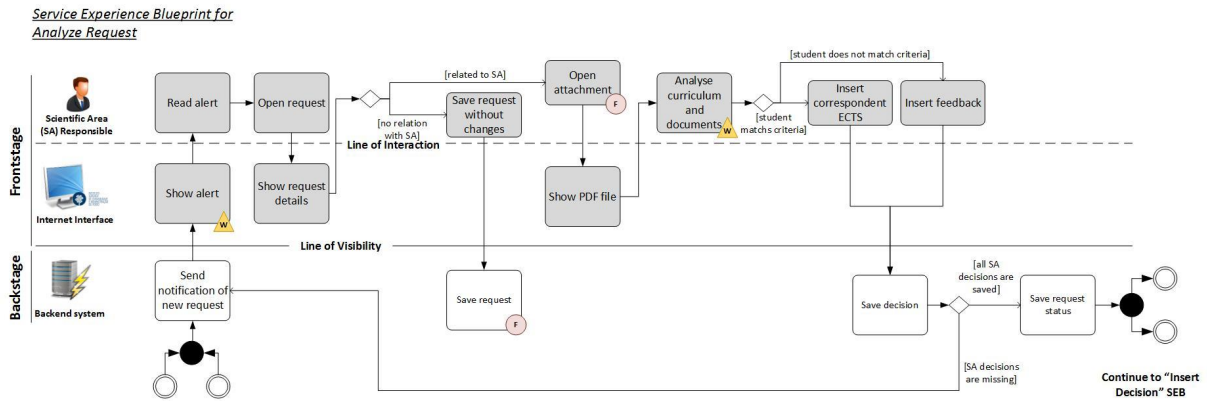 Service Experience Blueprint for
Analyze Request
Frontstage
Backstage
Scientific Area
(SA) Responsible
Internet Interface
Backend system
Read alert
Open request
[related to SA]
[no relation
with SA]
Save request
without
changes
Open
attachment
F
Analyse
curriculum
and
documents
W
[student does not match criteria]
[student
matchs criteria]
Insert
correspondent
ECTS
Insert feedback
Line of Interaction
Show alert
W
Show request
details
Show PDF file
Line of Visibility
Send
notification of
new request
Save request
F
Save decision
[all SA
decisions are
saved]
[SA decisions
are missing]
Save request
status
Continue to “Insert
Decision” SEB